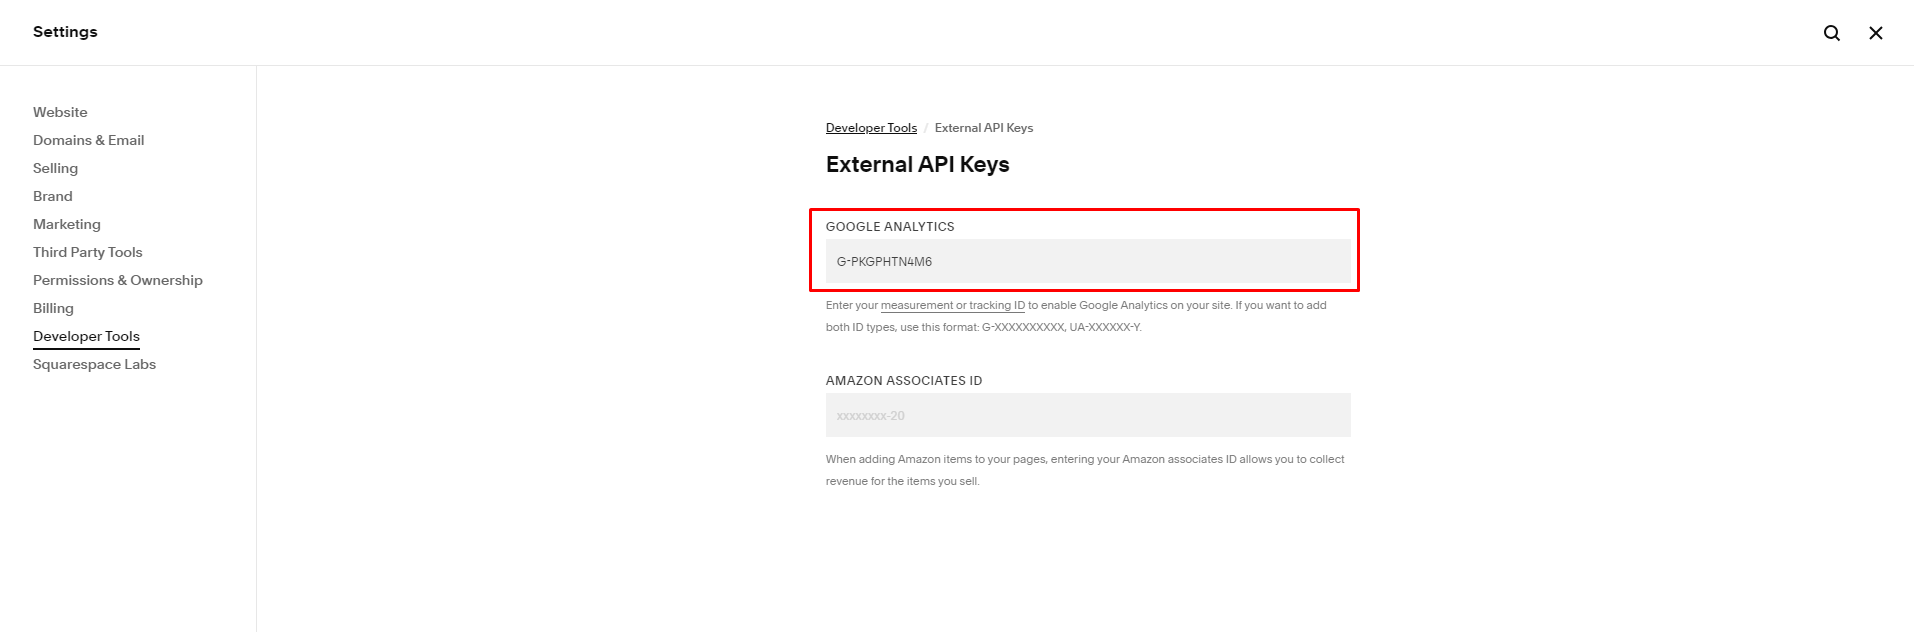 Settings
Website
Domains & Email
Selling
Brand
Marketing
Third Party Tools
Permissions & Ownership
Billing
Developer Tools
Squarespace Labs
Developer Tools / External API Keys
External API Keys
GOOGLE ANALYTICS
G-PKGPHTN4M6
Enter your measurement or tracking ID to enable Google Analytics on your site. If you want to add
both ID types, use this format: G-XXXXXXXXXX, UA-XXXXXX-Y.
AMAZON ASSOCIATES ID
xxxxxxxx-20
When adding Amazon items to your pages, entering your Amazon associates ID allows you to collect
revenue for the items you sell.